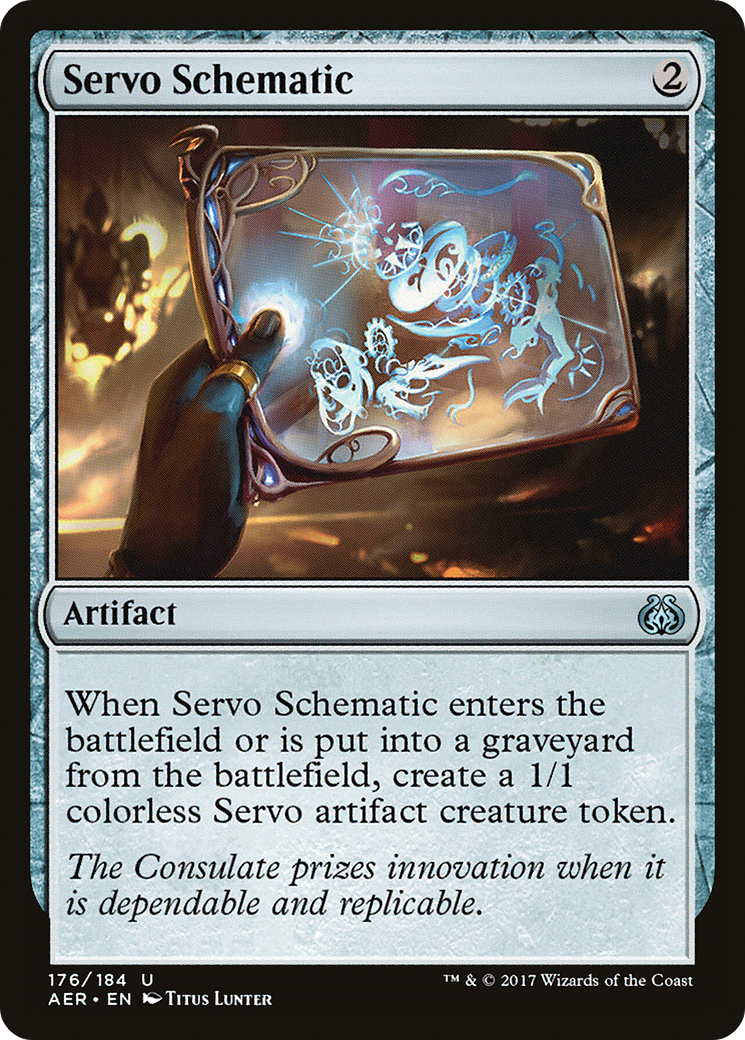 Servo Schematic 2
Artifact
When Servo Schematic enters the
battlefield or is put into a graveyard
from the battlefield, create a 1/1
colorless Servo artifact creature token.
The Consulate prizes innovation when it
is dependable and replicable.
176/184 U ™ & © 2017 Wizards of the Coast
AER • EN Titus Lunter